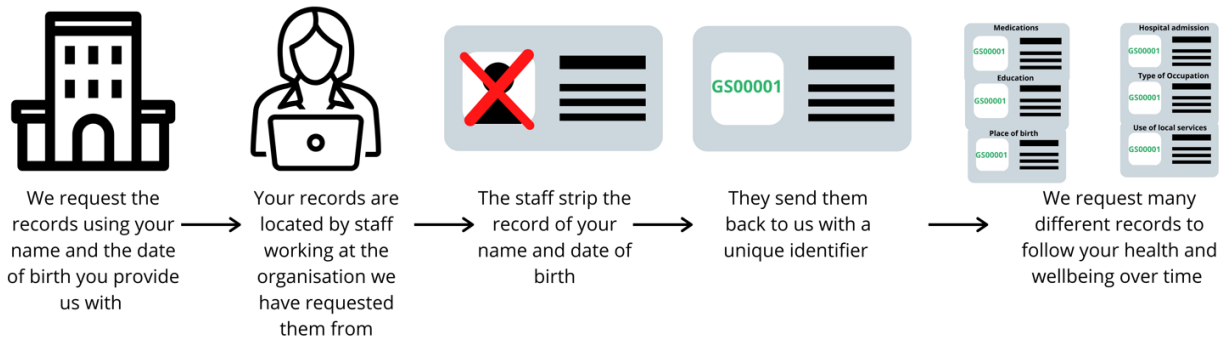 GS00001
Medications
GS00001
Education
GS00001
Place of birth
GS00001
Hospital admission
GS00001
Type of Occupation
GS00001
Use of local services
GS00001
We request the
records using your
name and the date
of birth you provide
us with
Your records are
located by staff
working at the
organisation we
have requested
them from
The staff strip the
record of your
name and date of
birth
They send them
back to us with a
unique identifier
We request many
different records to
follow your health and
wellbeing over time